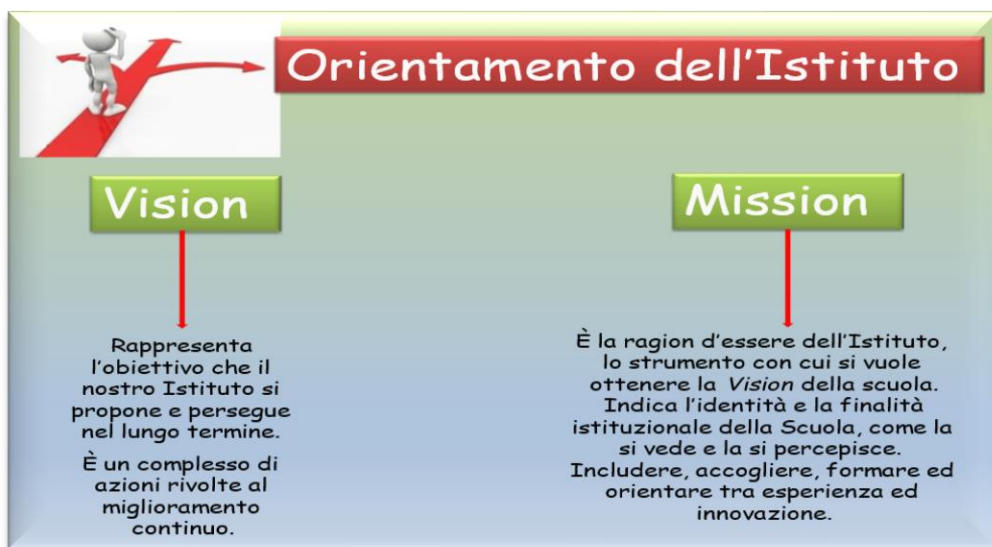 Orientamento dell'Istituto
Vision
Rappresenta
l'obiettivo che il
nostro Istituto si
propone e persegue
nel lungo termine.
È un complesso di
azioni rivolte al
miglioramento
continuo.
Mission
È la ragion d'essere dell'Istituto,
lo strumento con cui si vuole
ottenere la Vision della scuola.
Indica l'identità e la finalità
istituzionale della Scuola, come la
si vede e la si percepisce.
Includere, accogliere, formare ed
orientare tra esperienza ed
innovazione.